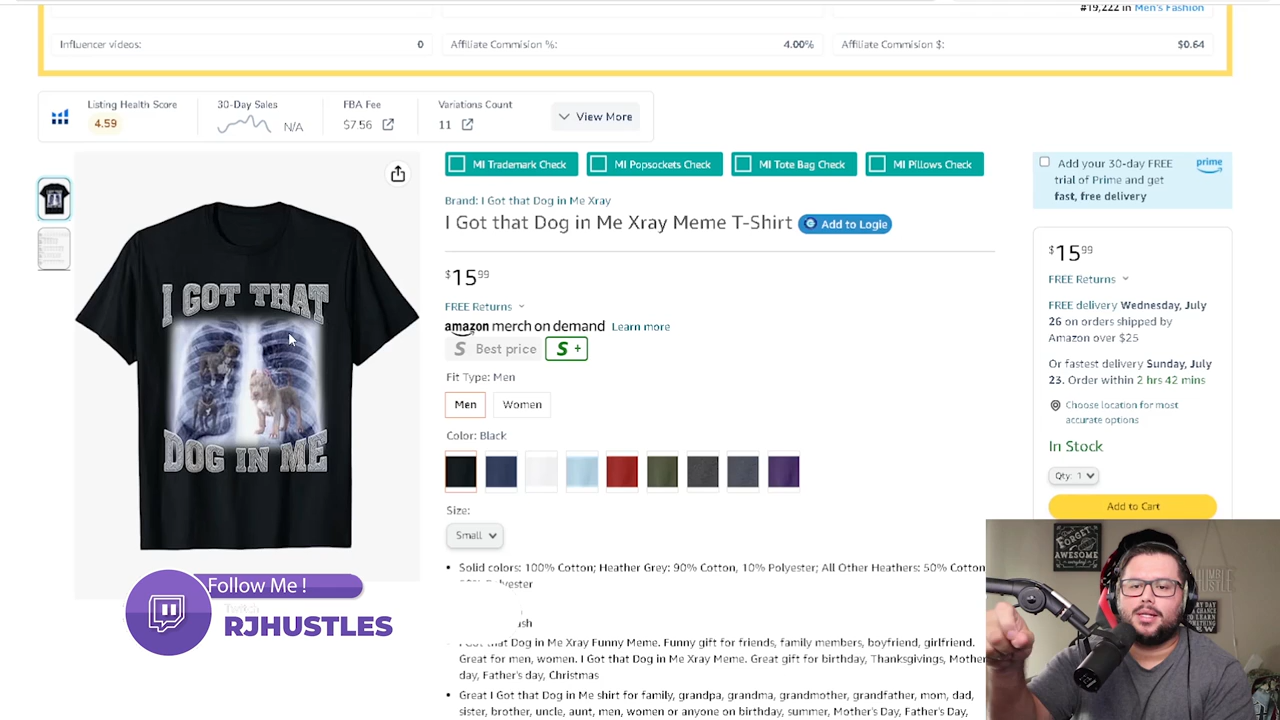 #19,222 in Men's Fashion
Influencer videos: 0 Affiliate Commision %: 4.00% Affiliate Commision $: $0.64
Listing Health Score 30-Day Sales FBA Fee Variations Count
4.59 N/A $7.56 11 View More
MI Trademark Check MI Popsockets Check MI Tote Bag Check MI Pillows Check
Brand: I Got that Dog in Me Xray
I Got that Dog in Me Xray Meme T-Shirt Add to Logie
$15 99
FREE Returns
amazon merch on demand Learn more
S Best price S +
Fit Type: Men
Men Women
Color: Black
Size:
Small
Solid colors: 100% Cotton; Heather Grey: 90% Cotton, 10% Polyester; All Other Heathers: 50% Cotton
I Got that Dog in Me Xray Funny Meme. Funny gift for friends, family members, boyfriend, girlfriend.
Great for men, women. I Got that Dog in Me Xray Meme. Great gift for birthday, Thanksgivings, Mother
day, Father's day, Christmas
Great I Got that Dog in Me shirt for family, grandpa, grandma, grandmother, grandfather, mom, dad,
sister, brother, uncle, aunt, men, women or anyone on birthday, summer, Mother's Day, Father's Day,
Add your 30-day FREE
trial of Prime and get
fast, free delivery
prime
$15 99
FREE Returns
FREE delivery Wednesday, July
26 on orders shipped by
Amazon over $25
Or fastest delivery Sunday, July
23. Order within 2 hrs 42 mins
Choose location for most
accurate options
In Stock
Qty: 1
Add to Cart
I GOT THAT
DOG IN ME
Follow Me !
Twitch
RJHUSTLES
FORGET
AWESOME
HUMBLE
HUSTLE